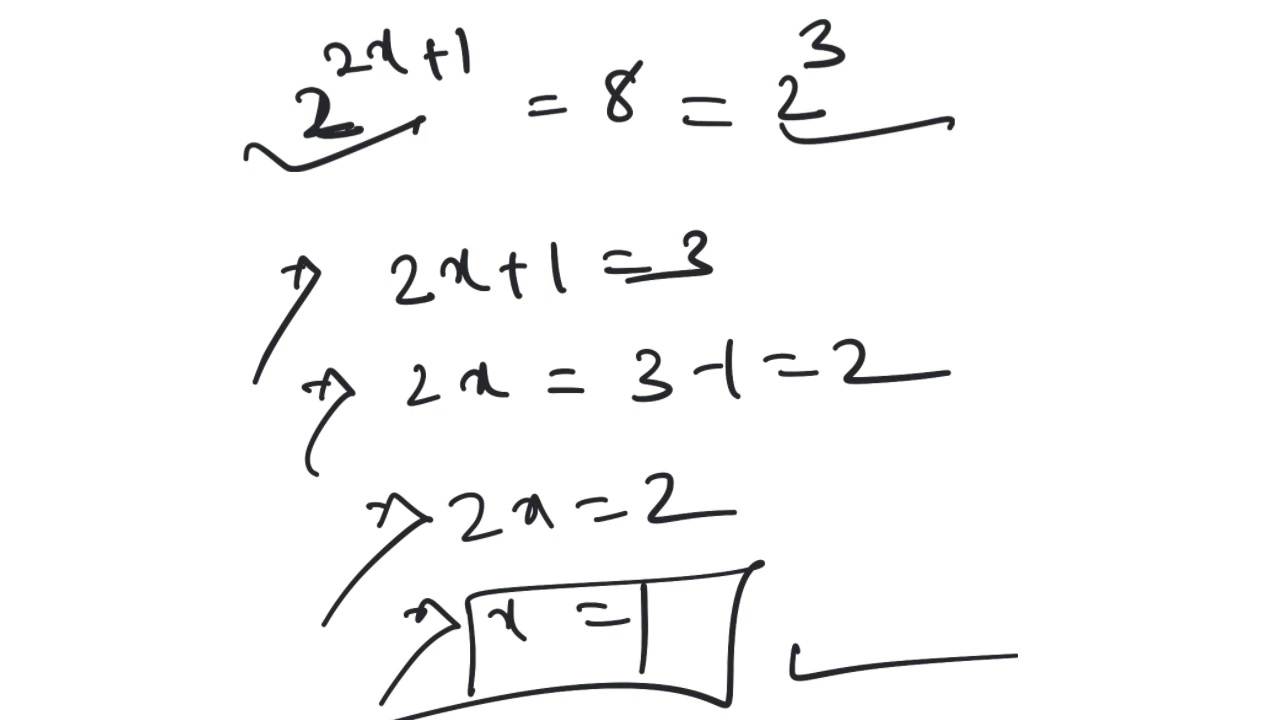 2^{2x+1} = 8 = 2^3
2x+1 = 3
2x = 3-1 = 2
2x = 2
x = 1